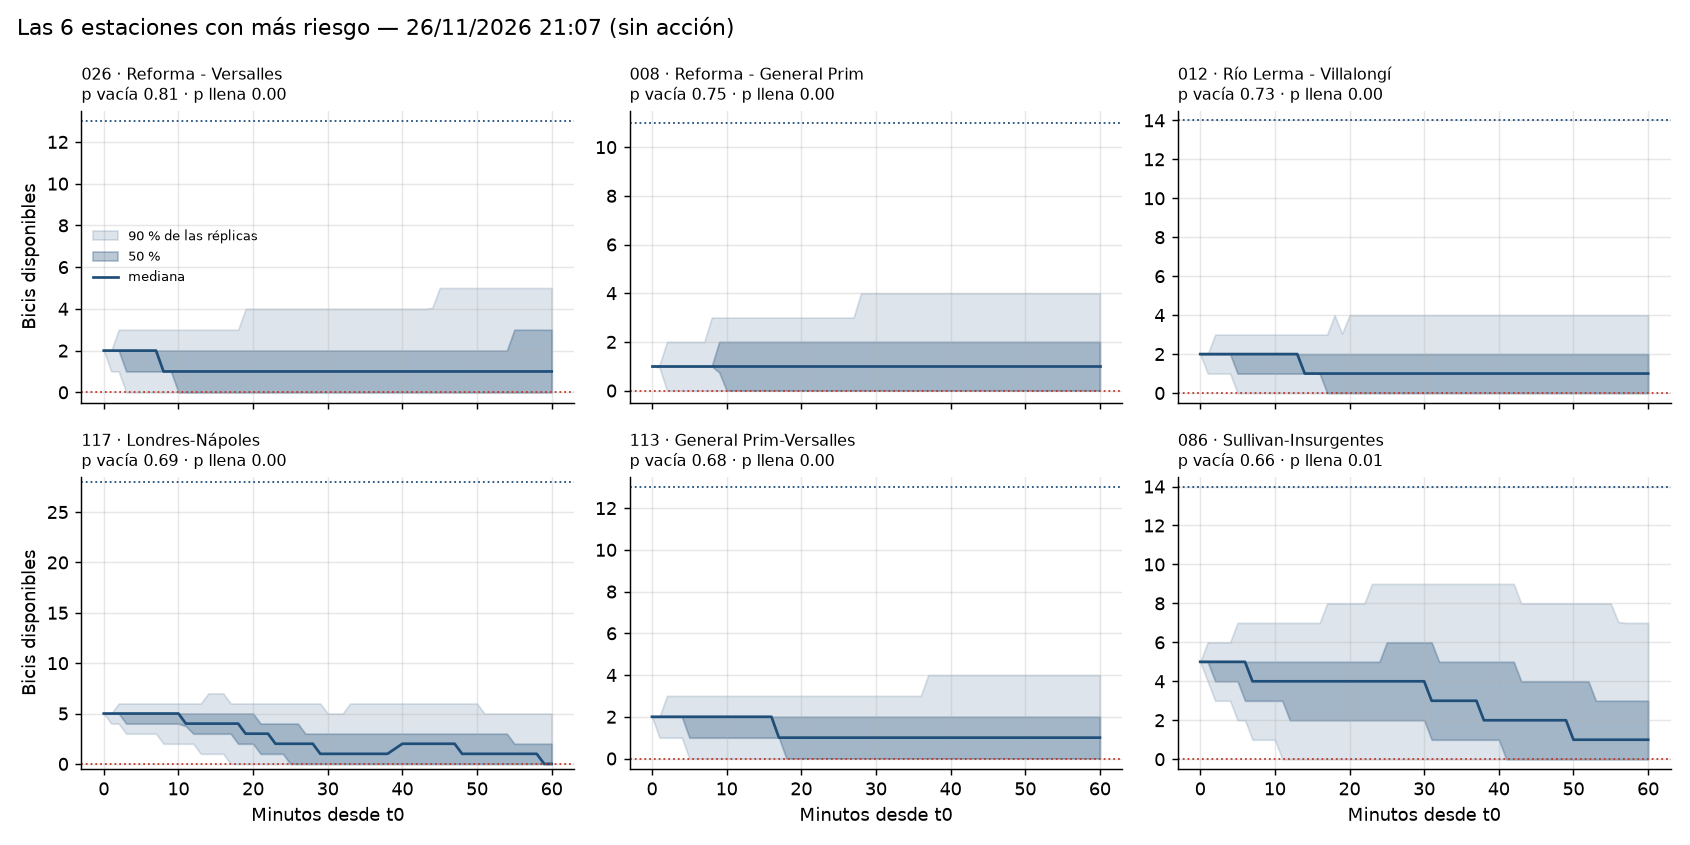 Las 6 estaciones con más riesgo — 26/11/2026 21:07 (sin acción)
026 · Reforma - Versalles
p vacía 0.81 · p llena 0.00
008 · Reforma - General Prim
p vacía 0.75 · p llena 0.00
012 · Río Lerma - Villalongí
p vacía 0.73 · p llena 0.00
Bicis disponibles
12
10
8
6
4
2
0
90 % de las réplicas
50 %
mediana
10
8
6
4
2
0
14
12
10
8
6
4
2
0
117 · Londres-Nápoles
p vacía 0.69 · p llena 0.00
113 · General Prim-Versalles
p vacía 0.68 · p llena 0.00
086 · Sullivan-Insurgentes
p vacía 0.66 · p llena 0.01
Bicis disponibles
25
20
15
10
5
0
0 10 20 30 40 50 60
Minutos desde t0
12
10
8
6
4
2
0
0 10 20 30 40 50 60
Minutos desde t0
14
12
10
8
6
4
2
0
0 10 20 30 40 50 60
Minutos desde t0